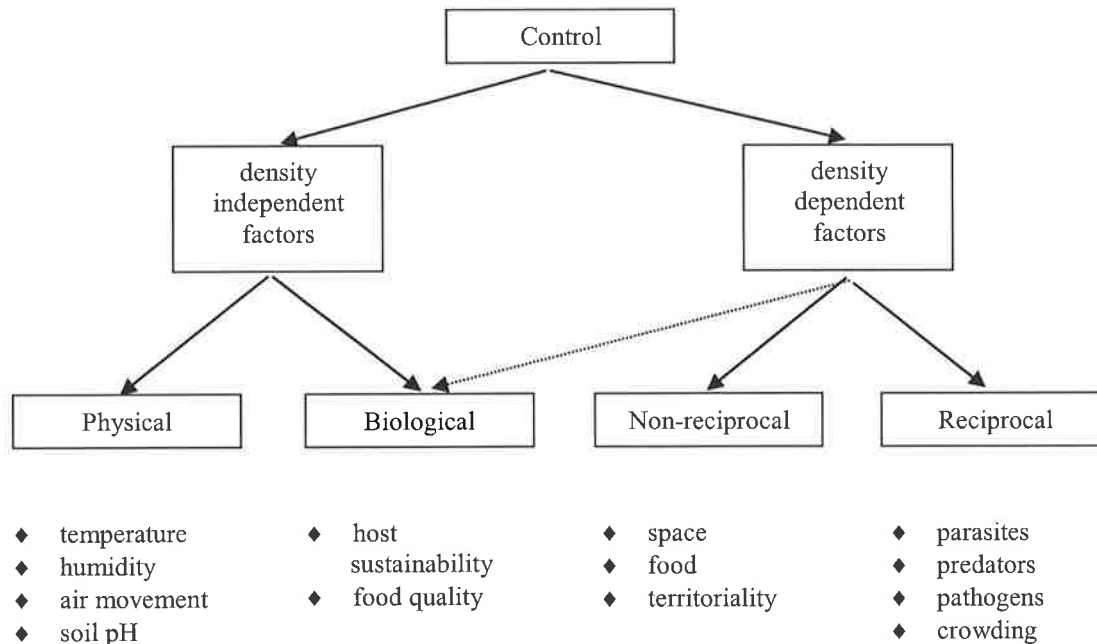 Control
density
independent
factors
density
dependent
factors
Physical
Biological
Non-reciprocal
Reciprocal
♦ temperature
♦ humidity
♦ air movement
♦ soil pH
♦ host
sustainability
♦ food quality
♦ space
♦ food
♦ territoriality
♦ parasites
♦ predators
♦ pathogens
♦ crowding